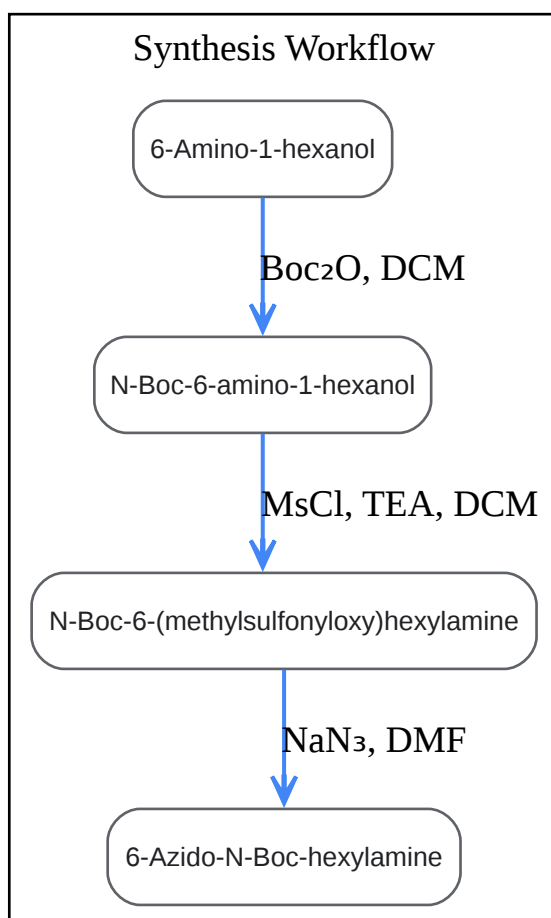 Synthesis Workflow
6-Amino-1-hexanol
Boc₂O, DCM
N-Boc-6-amino-1-hexanol
MsCl, TEA, DCM
N-Boc-6-(methylsulfonyloxy)hexylamine
NaN₃, DMF
6-Azido-N-Boc-hexylamine